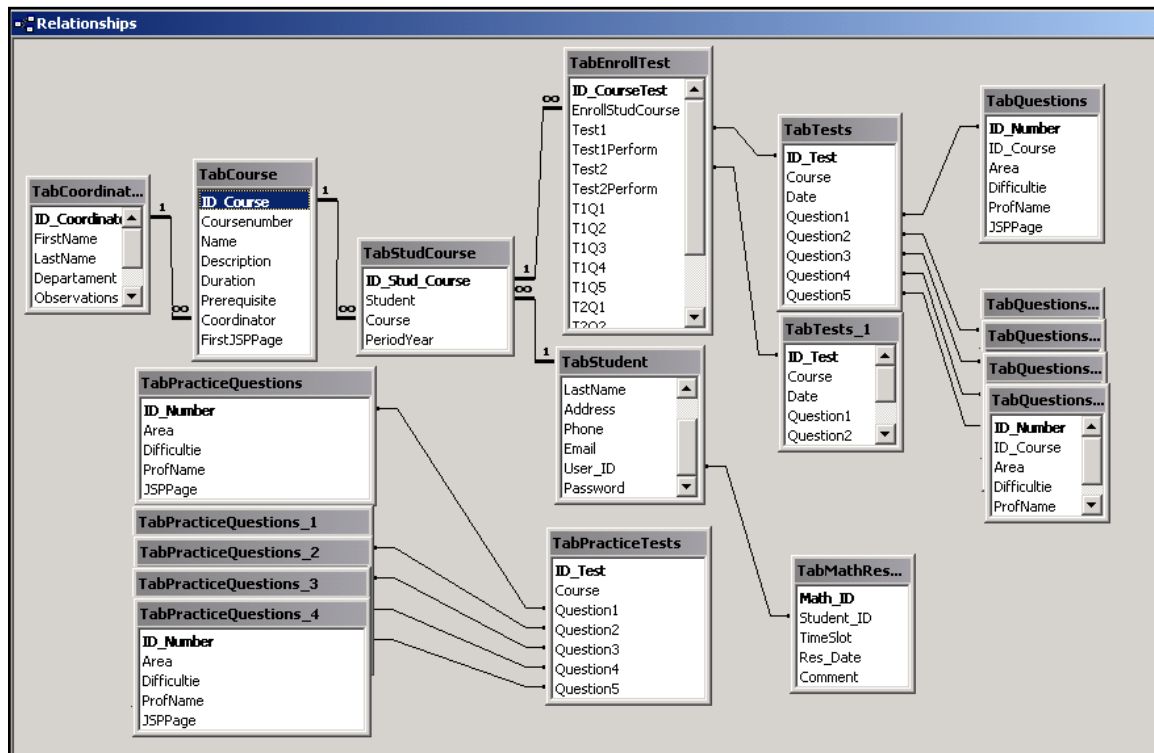 Relationships
TabCoordinat...
ID_Coordinato
FirstName
LastName
Departament
Observations
1
∞
TabCourse
ID_Course
Coursenumber
Name
Description
Duration
Prerequisite
Coordinator
FirstJSPPage
1
∞
TabStudCourse
ID_Stud_Course
Student
Course
PeriodYear
1
∞
∞
1
TabEnrollTest
ID_CourseTest
EnrollStudCourse
Test1
Test1Perform
Test2
Test2Perform
T1Q1
T1Q2
T1Q3
T1Q4
T1Q5
T2Q1
T2Q2
TabTests
ID_Test
Course
Date
Question1
Question2
Question3
Question4
Question5
TabQuestions
ID_Number
ID_Course
Area
Difficultie
ProfName
JSPPage
TabQuestions...
TabQuestions...
TabQuestions...
TabQuestions...
ID_Number
ID_Course
Area
Difficultie
ProfName
TabTests_1
ID_Test
Course
Date
Question1
Question2
TabStudent
LastName
Address
Phone
Email
User_ID
Password
TabPracticeQuestions
ID_Number
Area
Difficultie
ProfName
JSPPage
TabPracticeQuestions_1
TabPracticeQuestions_2
TabPracticeQuestions_3
TabPracticeQuestions_4
ID_Number
Area
Difficultie
ProfName
JSPPage
TabPracticeTests
ID_Test
Course
Question1
Question2
Question3
Question4
Question5
TabMathRes...
Math_ID
Student_ID
TimeSlot
Res_Date
Comment